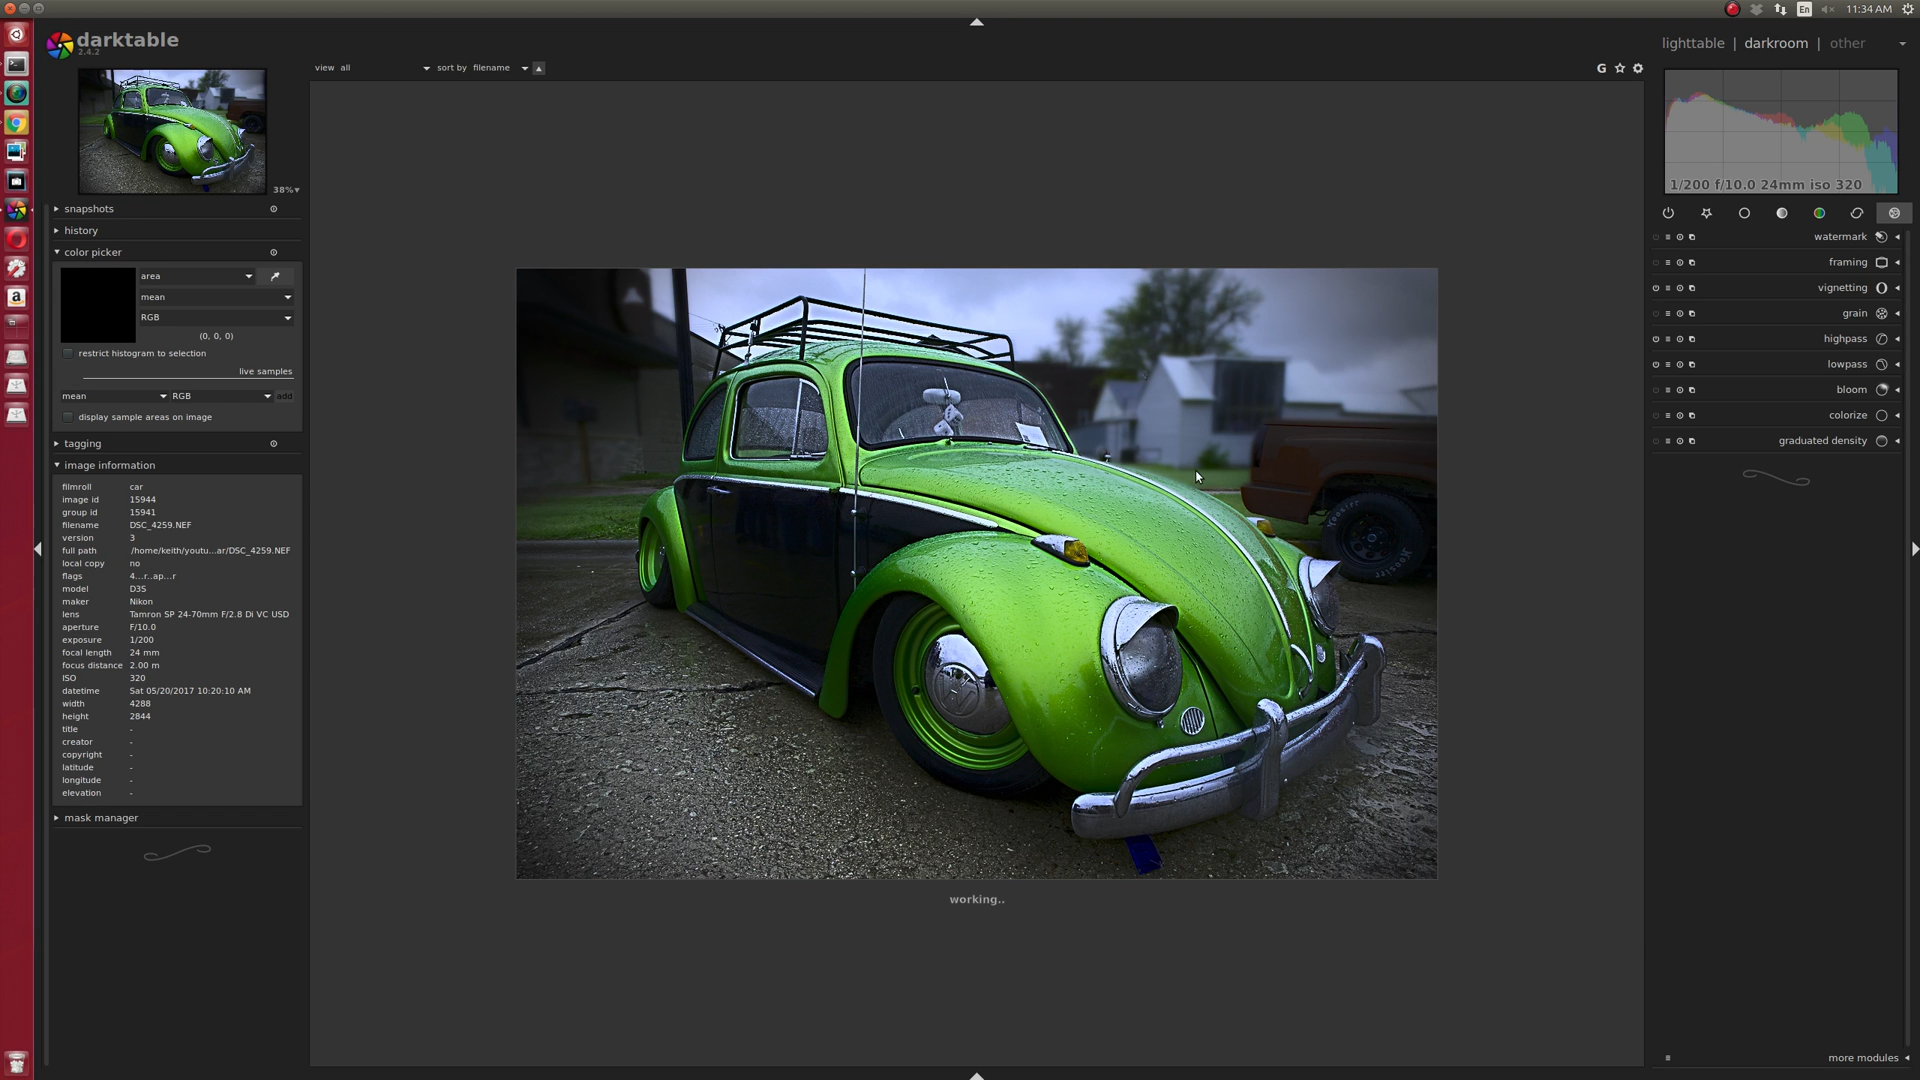 En
11:34 AM
darktable
2.4.2
lighttable | darkroom | other
view all
sort by filename
G
38%
1/200 f/10.0 24mm iso 320
snapshots
history
color picker
area
mean
RGB
(0, 0, 0)
restrict histogram to selection
live samples
mean RGB add
display sample areas on image
tagging
image information
filmroll car
image id 15944
group id 15941
filename DSC_4259.NEF
version 3
full path /home/keith/youtu...ar/DSC_4259.NEF
local copy no
flags 4...r..ap...r
model D3S
maker Nikon
lens Tamron SP 24-70mm F/2.8 Di VC USD
aperture F/10.0
exposure 1/200
focal length 24 mm
focus distance 2.00 m
ISO 320
datetime Sat 05/20/2017 10:20:10 AM
width 4288
height 2844
title -
creator -
copyright -
latitude -
longitude -
elevation -
mask manager
Hoosier
Hoosier
working..
watermark
framing
vignetting
grain
highpass
lowpass
bloom
colorize
graduated density
more modules